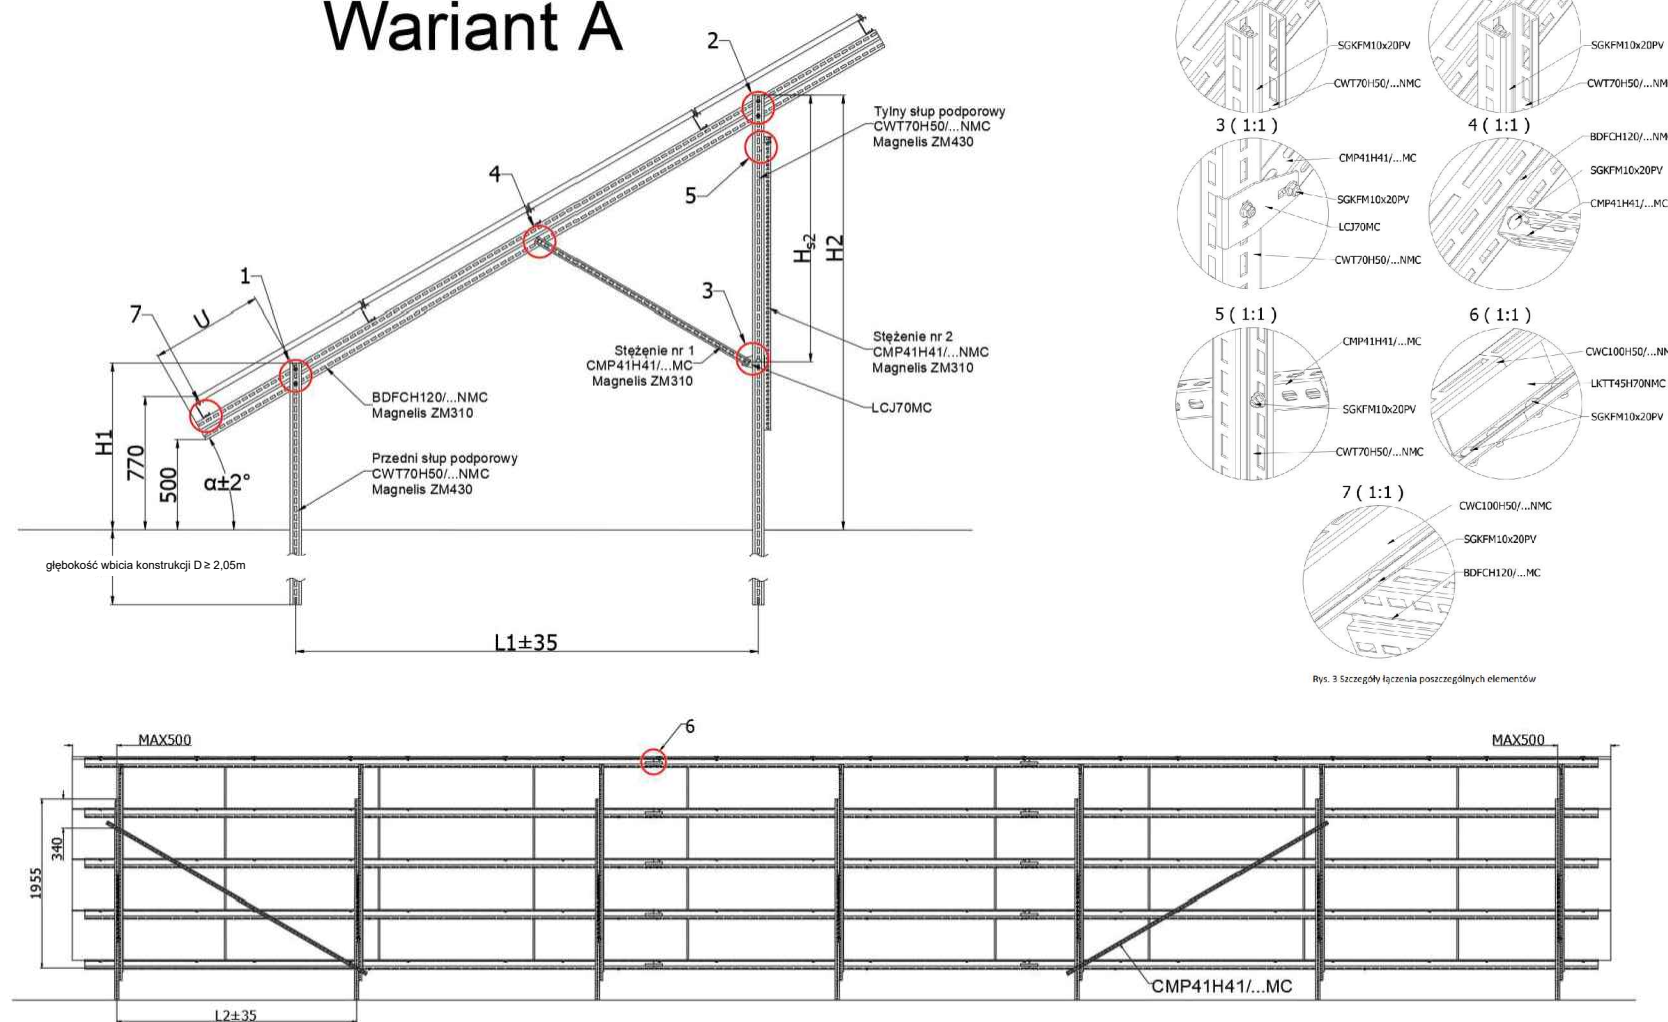 Wariant A
2
Tylny słup podporowy
CWT70H50/...NMC
Magnelis ZM430
4
5
1
7
U
3
Hs2
H2
Stężenie nr 1
CMP41H41/...MC
Magnelis ZM310
Stężenie nr 2
CMP41H41/...NMC
Magnelis ZM310
BDFCH120/...NMC
Magnelis ZM310
LCJ70MC
H1
770
500
α±2°
Przedni słup podporowy
CWT70H50/...NMC
Magnelis ZM430
głębokość wbicia konstrukcji D ≥ 2,05m
L1±35
SGKFM10x20PV
CWT70H50/...NMC
SGKFM10x20PV
CWT70H50/...NM
3 ( 1:1 )
CMP41H41/...MC
SGKFM10x20PV
LCJ70MC
CWT70H50/...NMC
4 ( 1:1 )
BDFCH120/...NM
SGKFM10x20PV
CMP41H41/...MC
5 ( 1:1 )
CMP41H41/...MC
SGKFM10x20PV
CWT70H50/...NMC
6 ( 1:1 )
CWC100H50/...NM
LKTT45H70NMC
SGKFM10x20PV
7 ( 1:1 )
CWC100H50/...NMC
SGKFM10x20PV
BDFCH120/...MC
Rys. 3 Szczegóły łączenia poszczególnych elementów
MAX500
6
MAX500
340
1955
CMP41H41/...MC
L2±35